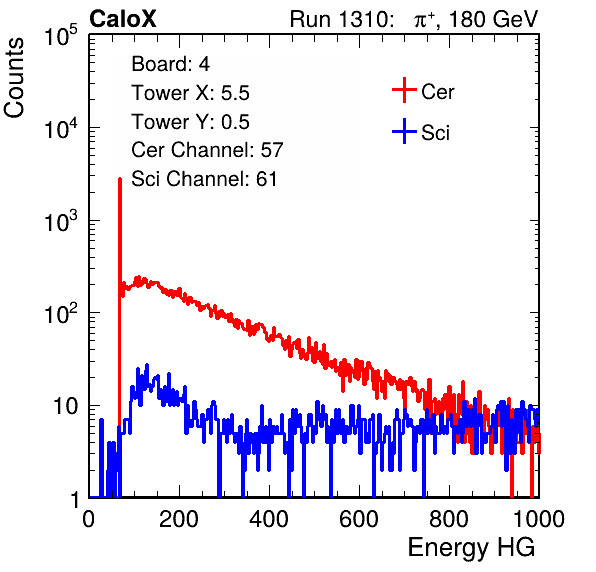 CaloX Run 1310: π⁺, 180 GeV
Counts
10⁵
10⁴
10³
10²
10
1
Board: 4
Tower X: 5.5
Tower Y: 0.5
Cer Channel: 57
Sci Channel: 61
Cer
Sci
0 200 400 600 800 1000
Energy HG